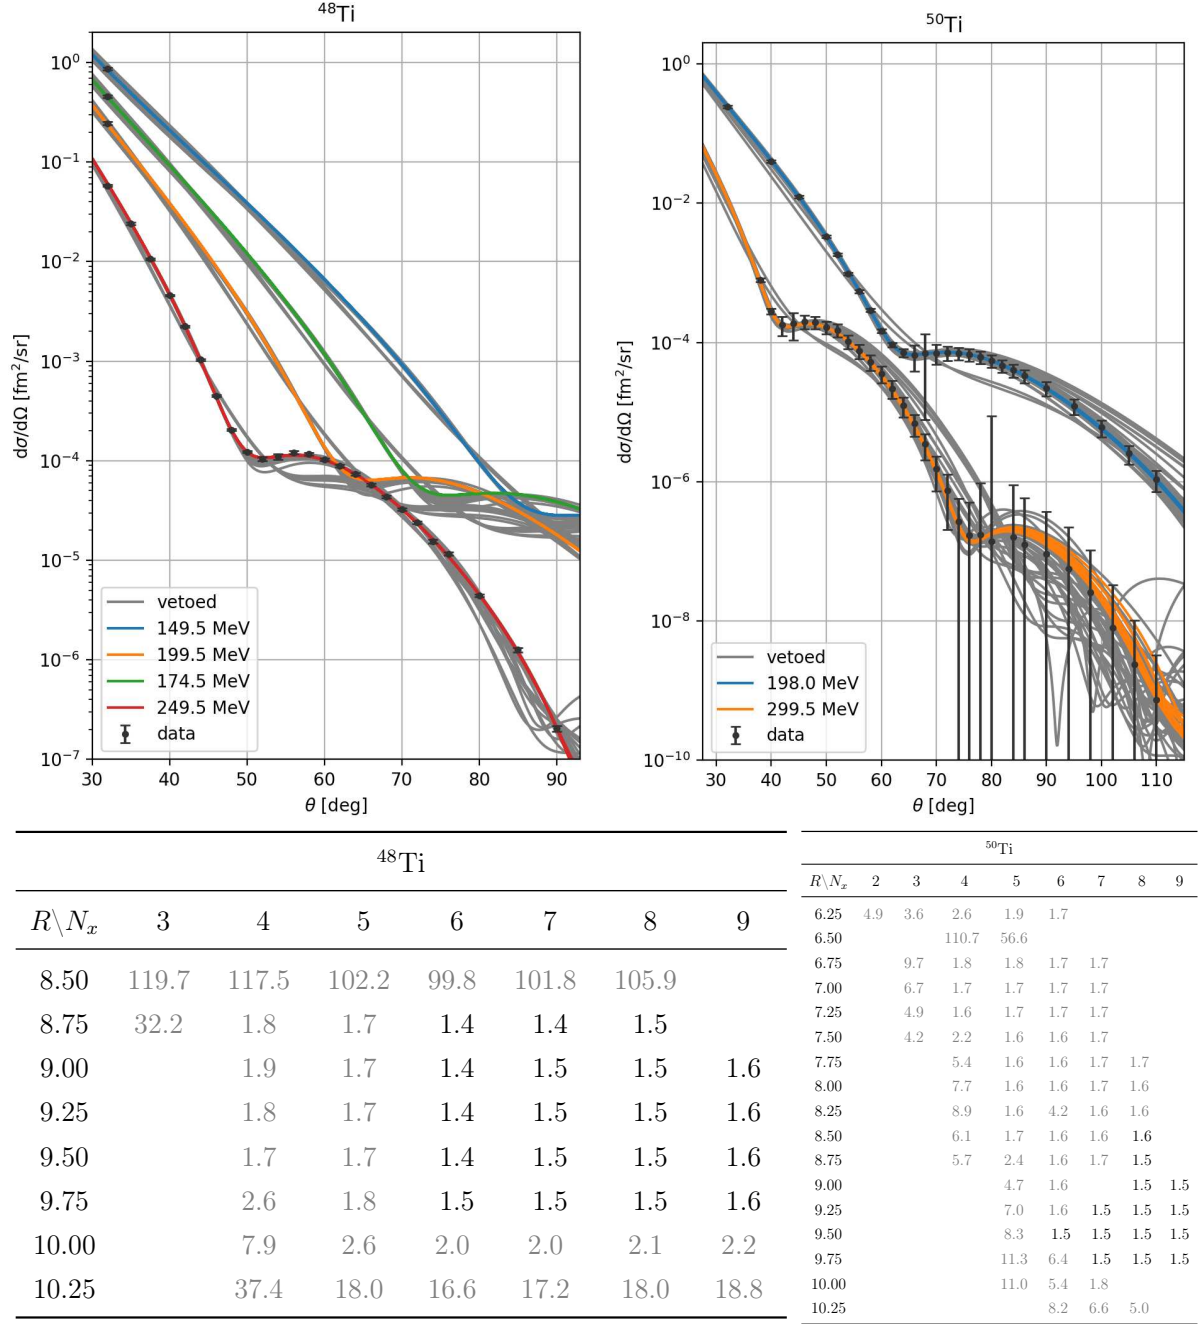 ⁴⁸Ti
10⁰
10⁻¹
10⁻²
10⁻³
10⁻⁴
10⁻⁵
10⁻⁶
10⁻⁷
dσ/dΩ [fm²/sr]
vetoed
149.5 MeV
199.5 MeV
174.5 MeV
249.5 MeV
data
30 40 50 60 70 80 90
θ [deg]
⁵⁰Ti
10⁰
10⁻²
10⁻⁴
10⁻⁶
10⁻⁸
10⁻¹⁰
dσ/dΩ [fm²/sr]
vetoed
198.0 MeV
299.5 MeV
data
30 40 50 60 70 80 90 100 110
θ [deg]
⁴⁸Ti
R\Nₓ 3 4 5 6 7 8 9
8.50 119.7 117.5 102.2 99.8 101.8 105.9
8.75 32.2 1.8 1.7 1.4 1.4 1.5
9.00 1.9 1.7 1.4 1.5 1.5 1.6
9.25 1.8 1.7 1.4 1.5 1.5 1.6
9.50 1.7 1.7 1.4 1.5 1.5 1.6
9.75 2.6 1.8 1.5 1.5 1.5 1.6
10.00 7.9 2.6 2.0 2.0 2.1 2.2
10.25 37.4 18.0 16.6 17.2 18.0 18.8
⁵⁰Ti
R\Nₓ 2 3 4 5 6 7 8 9
6.25 4.9 3.6 2.6 1.9 1.7
6.50 110.7 56.6
6.75 9.7 1.8 1.8 1.7 1.7
7.00 6.7 1.7 1.7 1.7 1.7
7.25 4.9 1.6 1.7 1.7 1.7
7.50 4.2 2.2 1.6 1.6 1.7
7.75 5.4 1.6 1.6 1.7 1.7
8.00 7.7 1.6 1.6 1.7 1.6
8.25 8.9 1.6 4.2 1.6 1.6
8.50 6.1 1.7 1.6 1.6 1.6
8.75 5.7 2.4 1.6 1.7 1.5
9.00 4.7 1.6 1.5 1.5
9.25 7.0 1.6 1.5 1.5 1.5
9.50 8.3 1.5 1.5 1.5 1.5
9.75 11.3 6.4 1.5 1.5 1.5
10.00 11.0 5.4 1.8
10.25 8.2 6.6 5.0